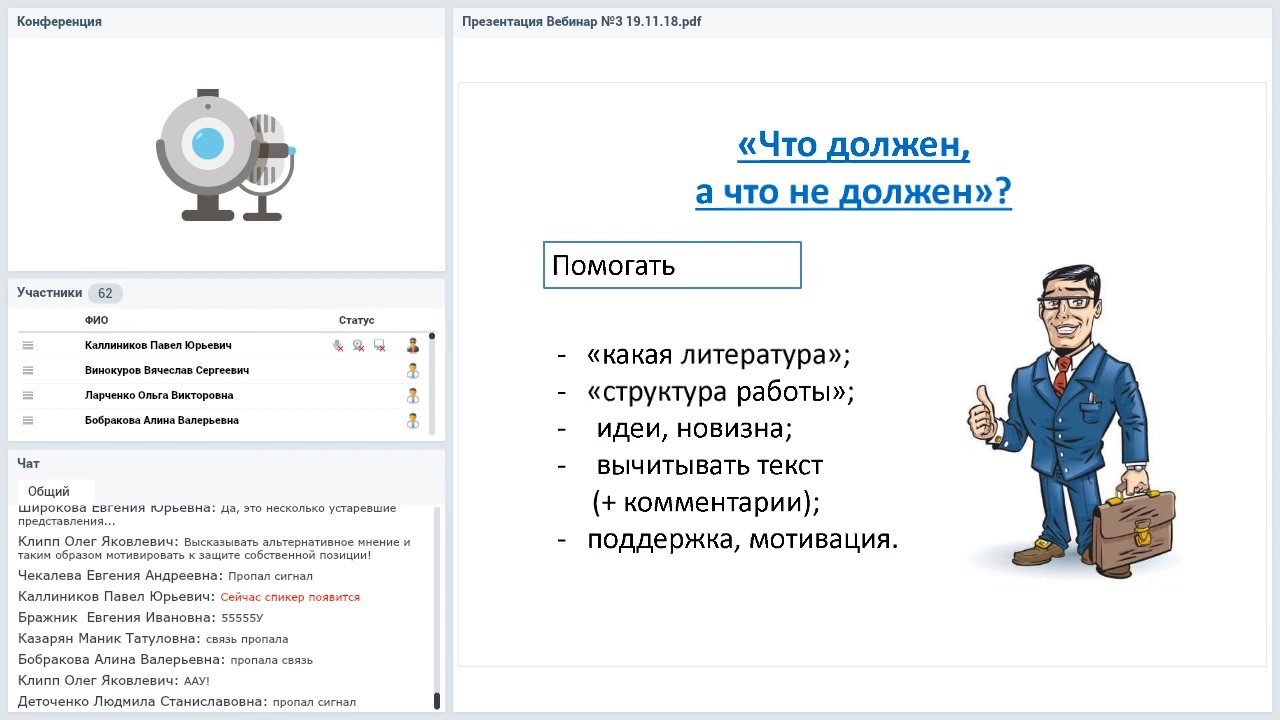 Конференция
Участники 62
ФИО Статус
Каллиников Павел Юрьевич
Винокуров Вячеслав Сергеевич
Ларченко Ольга Викторовна
Бобракова Алина Валерьевна
Чат
Общий
Широкова Евгения Юрьевна: Да, это несколько устаревшие
представления...
Клипп Олег Яковлевич: Высказывать альтернативное мнение и
таким образом мотивировать к защите собственной позиции!
Чекалева Евгения Андреевна: Пропал сигнал
Каллиников Павел Юрьевич: Сейчас спикер появится
Бражник Евгения Ивановна: 55555У
Казарян Маник Татуловна: связь пропала
Бобракова Алина Валерьевна: пропала связь
Клипп Олег Яковлевич: ААУ!
Деточенко Людмила Станиславовна: пропал сигнал
Презентация Вебинар №3 19.11.18.pdf
«Что должен,
а что не должен»?
Помогать
- «какая литература»;
- «структура работы»;
- идеи, новизна;
- вычитывать текст
(+ комментарии);
- поддержка, мотивация.